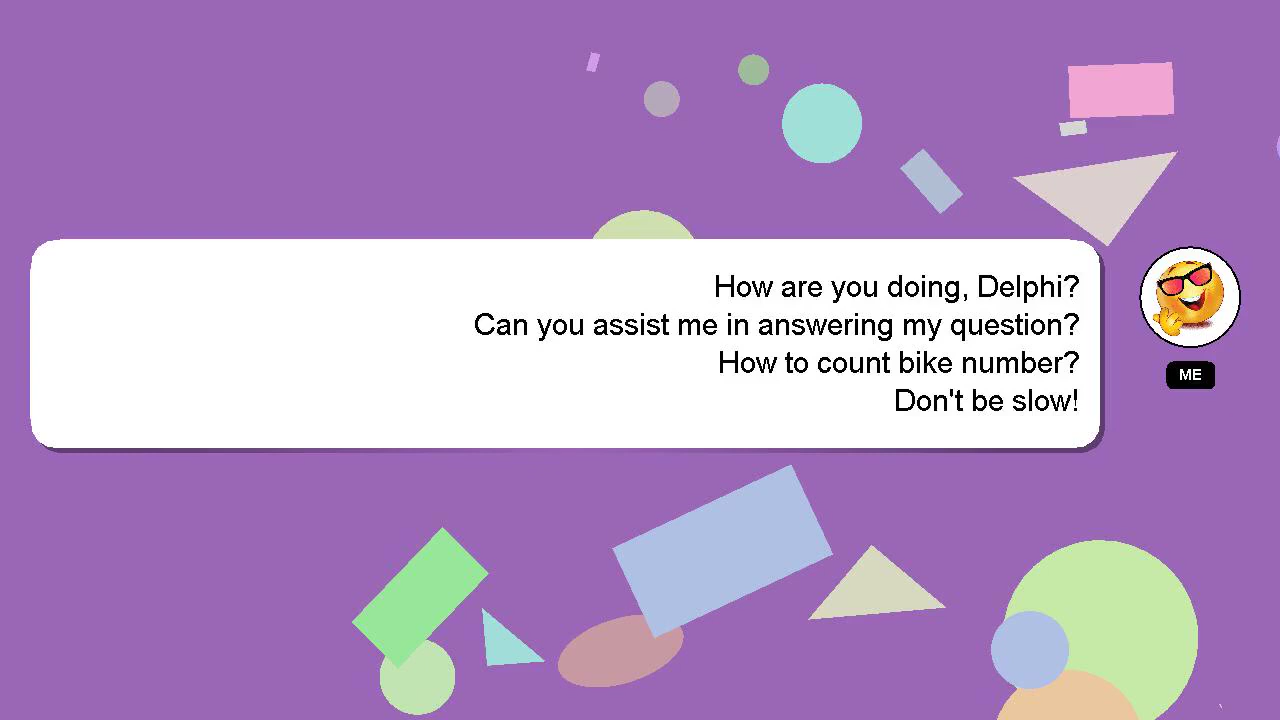 How are you doing, Delphi?
Can you assist me in answering my question?
How to count bike number?
Don't be slow!
ME